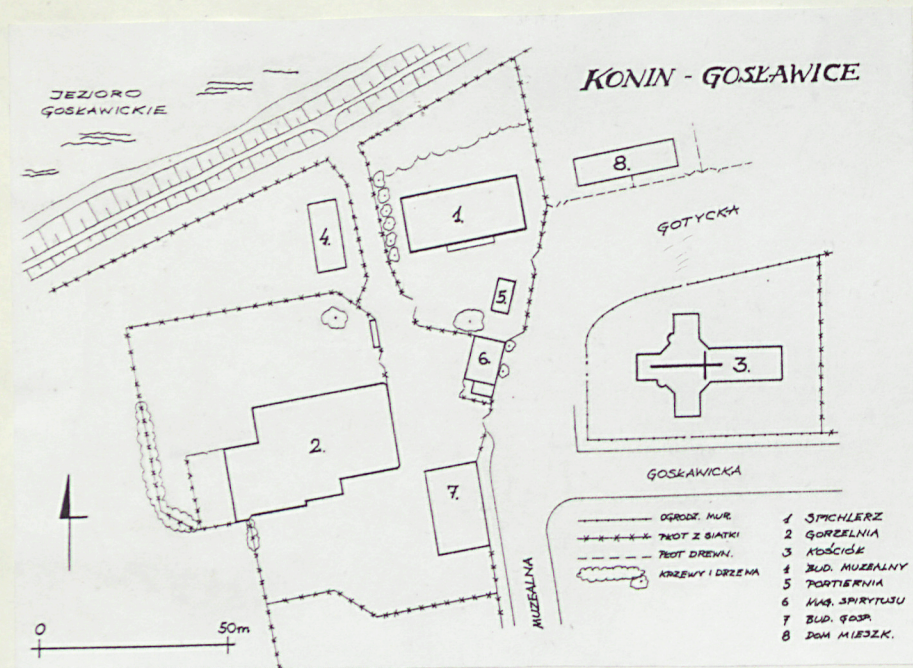 KONIN - GOSŁAWICE
JEZIORO
GOSŁAWICKIE
8.
1.
4.
GOTYCKA
5.
6.
3.
2.
7.
GOSŁAWICKA
MUZEALNA
OGRODZ. MUR.
PŁOT Z SIATKI
PŁOT DREWN.
KRZEWY I DRZEWA
1 SPICHLERZ
2 GORZELNIA
3 KOŚCIÓŁ
4 BUD. MUZEALNY
5 PORTIERNIA
6 MAG. SPIRYTUSU
7 BUD. GOSP.
8 DOM MIESZK.
0 50m